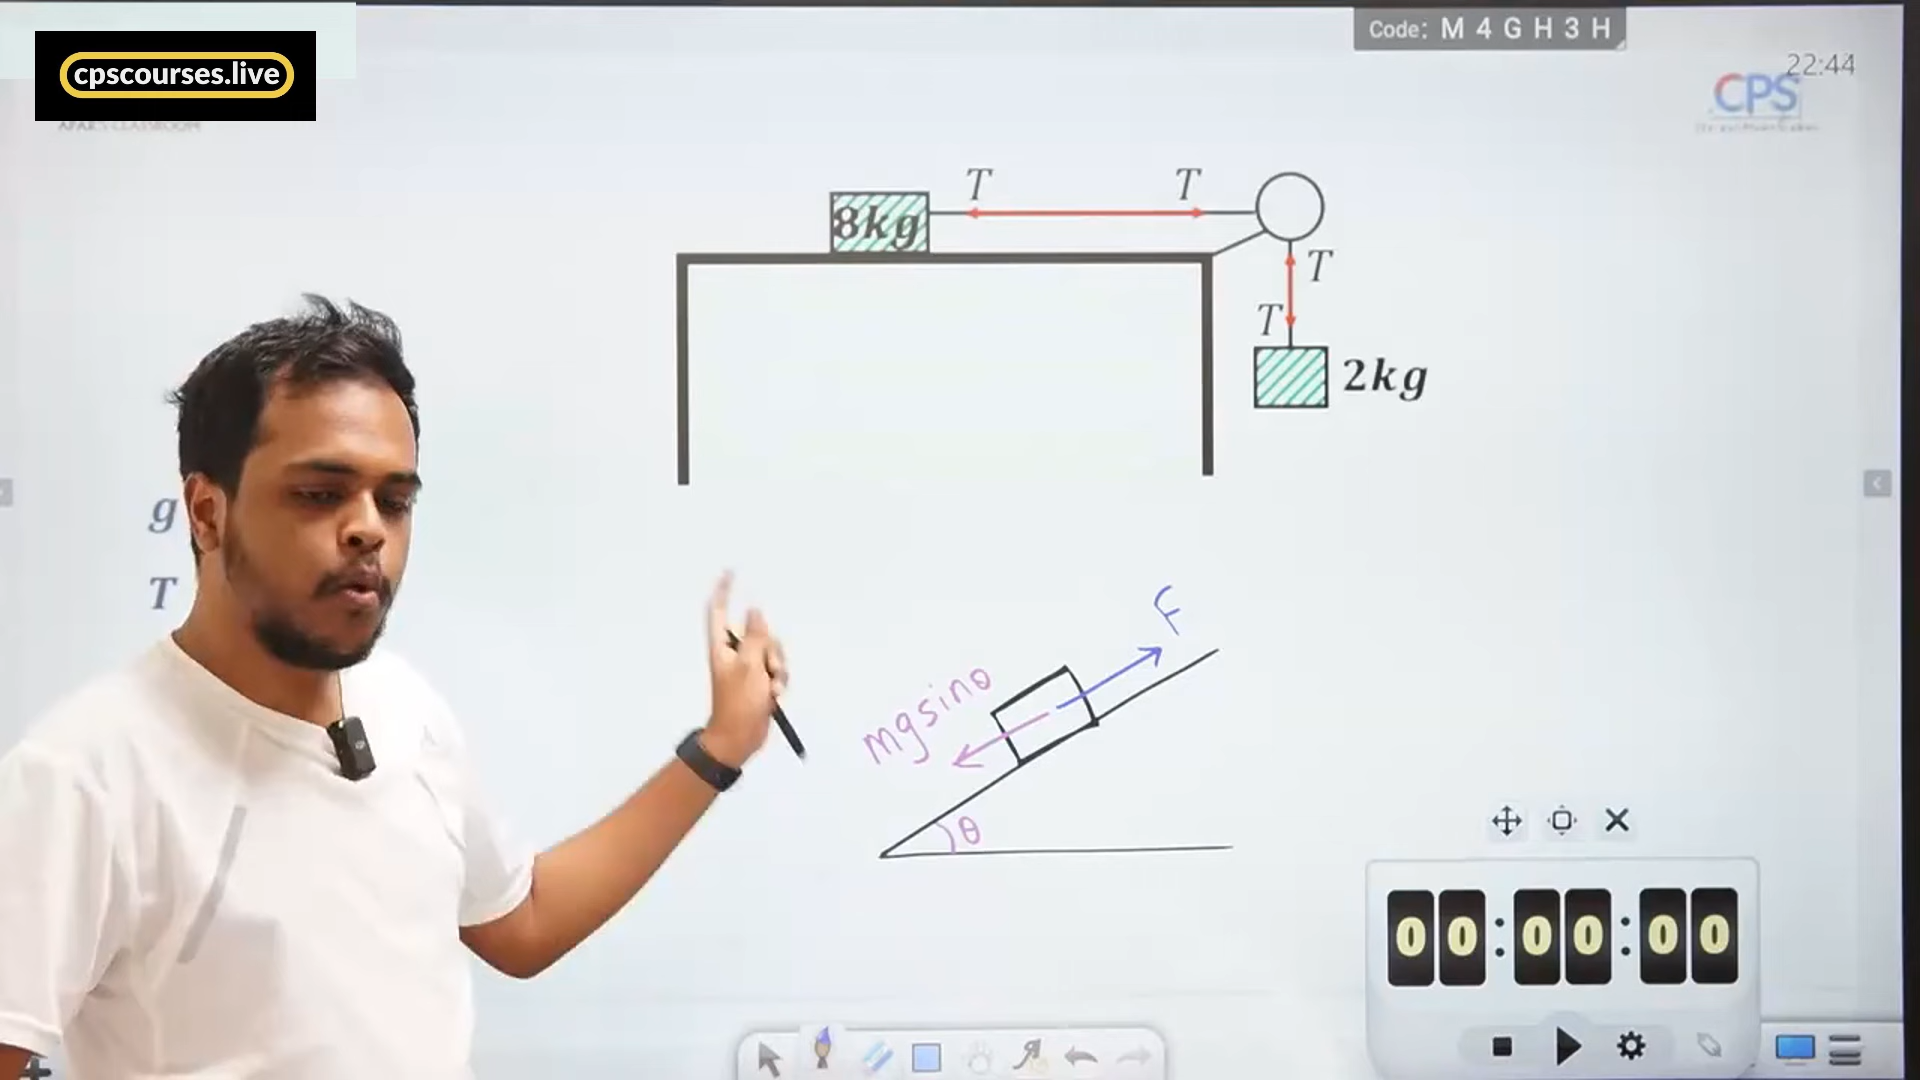 Code: M 4 G H 3 H
22:44
cpscourses.live
CPS
T T
8kg
T
T
2kg
g
T
F
mgsinθ
θ
00:00:00